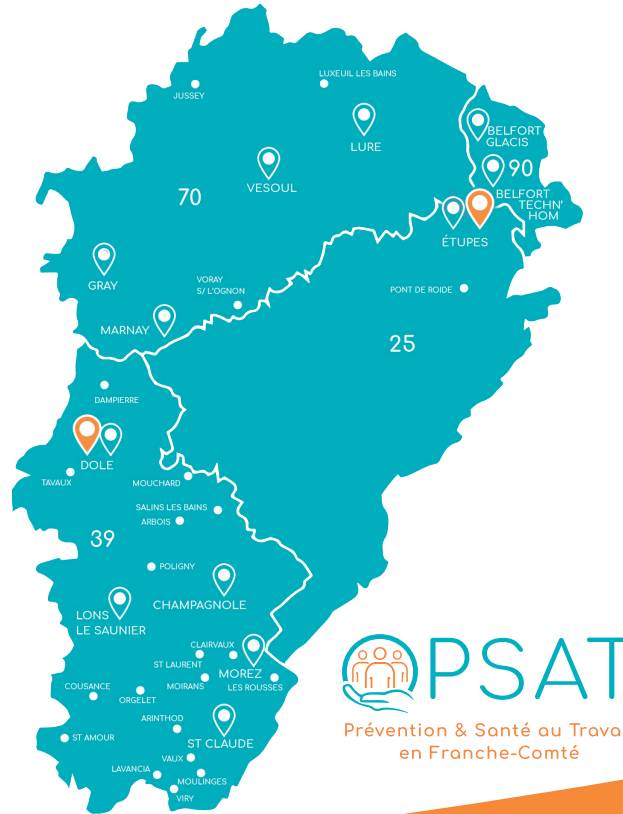 LUXEUIL LES BAINS
JUSSEY
LURE
BELFORT
GLACIS
90
VESOUL
70
BELFORT
TECHN'
HOM
ÉTUPES
GRAY
VORAY
S/ L'OGNON
PONT DE ROIDE
MARNAY
25
DAMPIERRE
DOLE
TAVAUX
MOUCHARD
SALINS LES BAINS
ARBOIS
39
POLIGNY
CHAMPAGNOLE
LONS
LE SAUNIER
CLAIRVAUX
ST LAURENT
MOREZ
MOIRANS
LES ROUSSES
COUSANCE
ORGELET
ARINTHOD
ST CLAUDE
ST AMOUR
VAUX
LAVANCIA
MOULINGES
VIRY
OPSAT
Prévention & Santé au Trava
en Franche-Comté